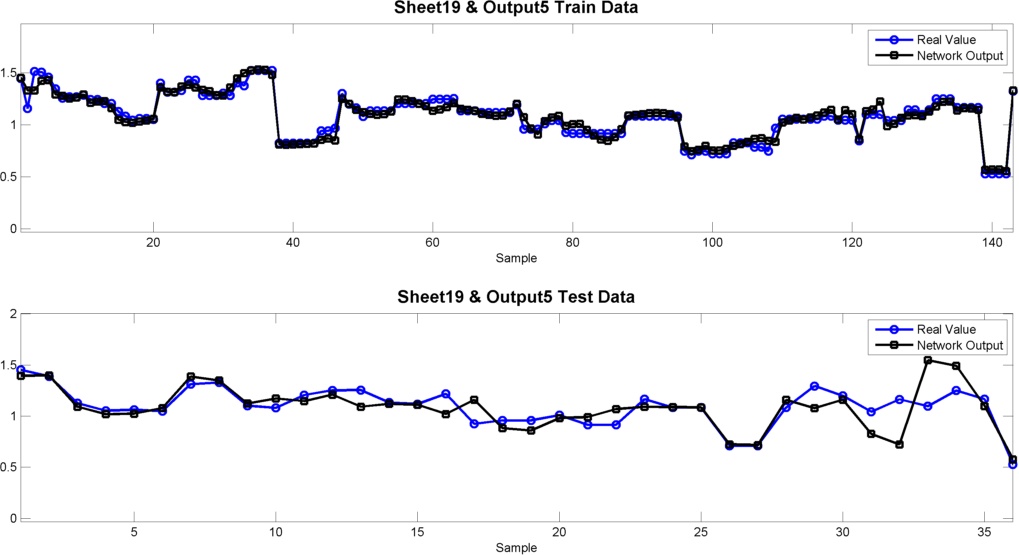 Sheet19 & Output5 Train Data
Real Value
Network Output
1.5
1
0.5
0
20 40 60 80 100 120 140
Sample
Sheet19 & Output5 Test Data
2
Real Value
Network Output
1.5
1
0.5
0
5 10 15 20 25 30 35
Sample